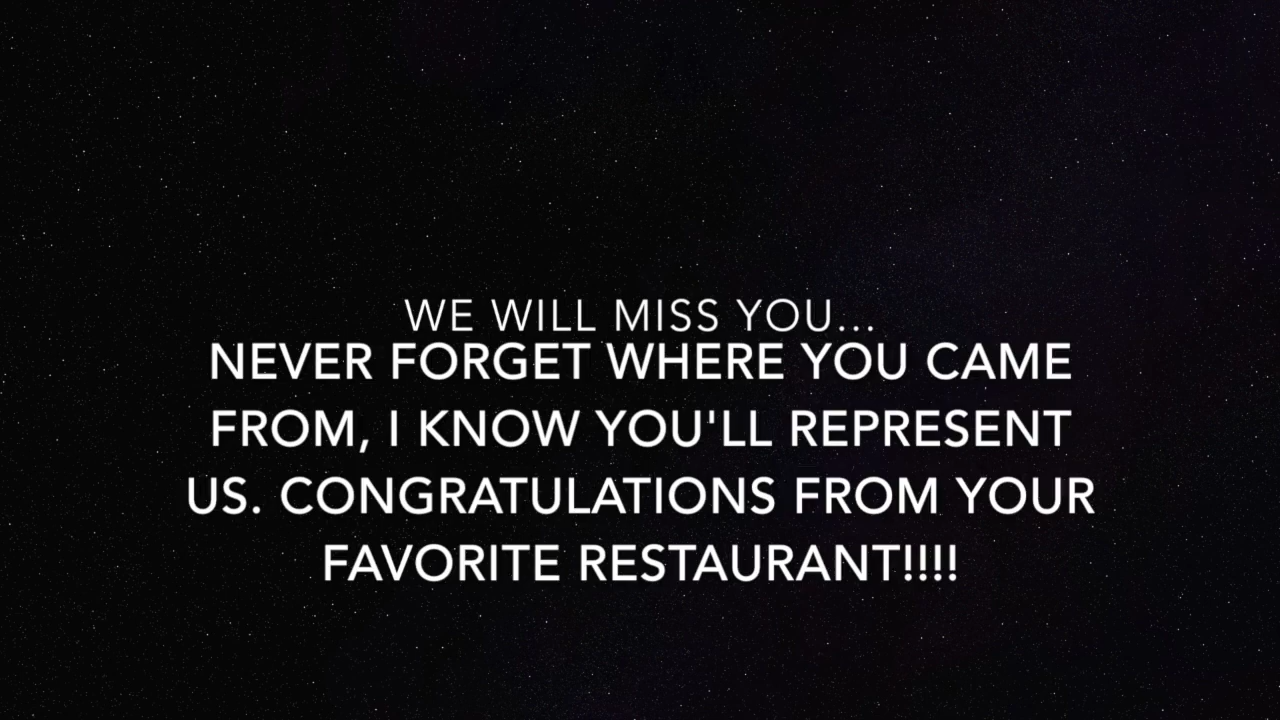 WE WILL MISS YOU...
NEVER FORGET WHERE YOU CAME
FROM, I KNOW YOU'LL REPRESENT
US. CONGRATULATIONS FROM YOUR
FAVORITE RESTAURANT!!!!